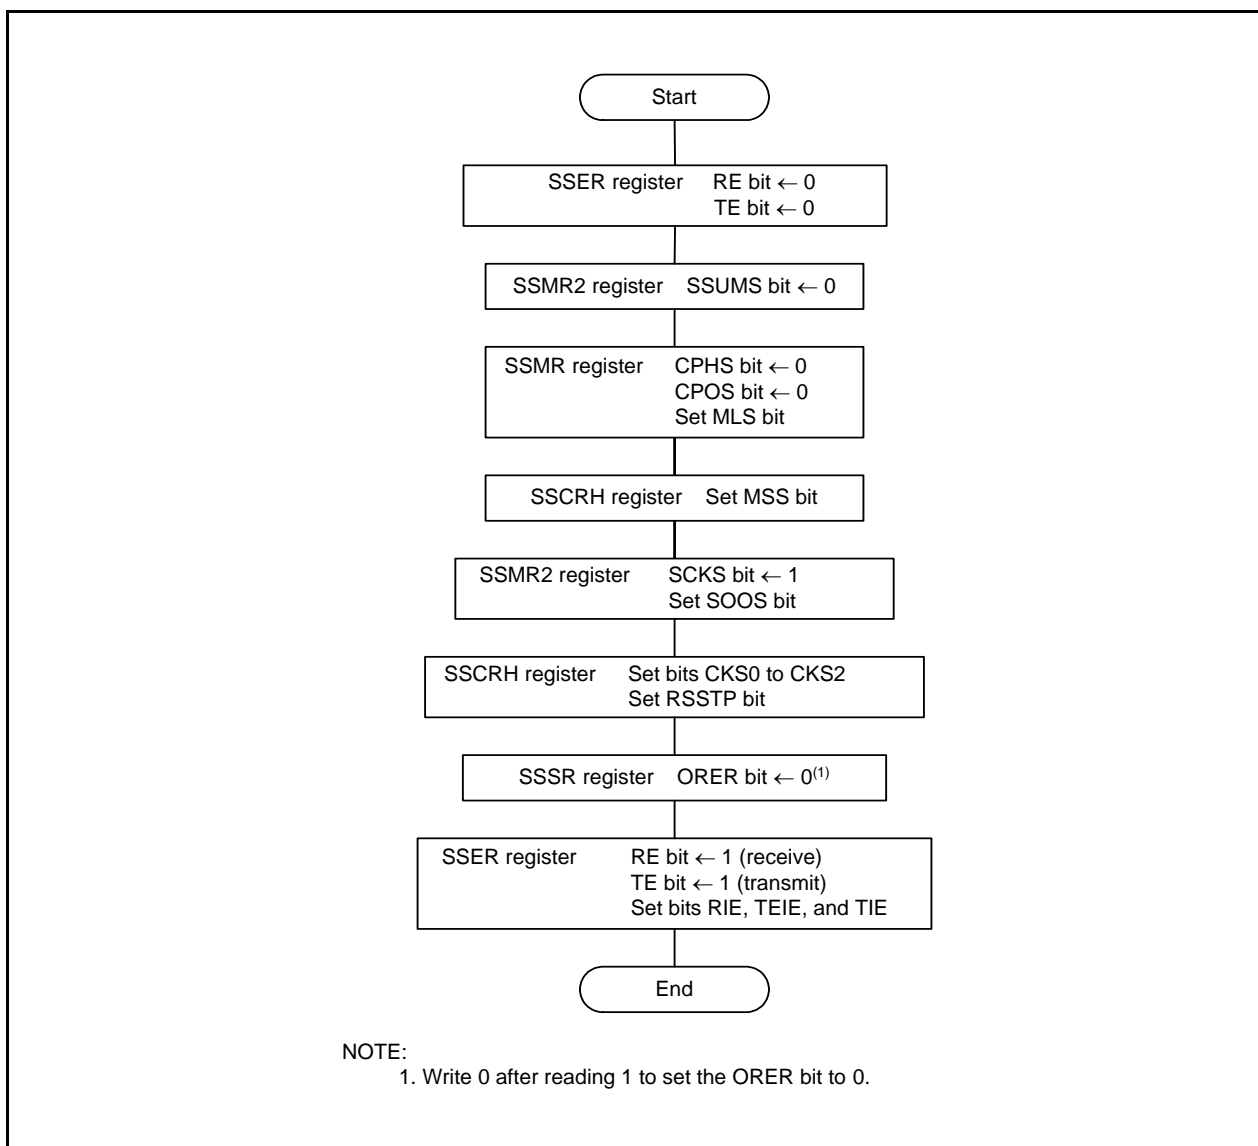 Start
SSER register RE bit ← 0
TE bit ← 0
SSMR2 register SSUMS bit ← 0
SSMR register CPHS bit ← 0
CPOS bit ← 0
Set MLS bit
SSCRH register Set MSS bit
SSMR2 register SCKS bit ← 1
Set SOOS bit
SSCRH register Set bits CKS0 to CKS2
Set RSSTP bit
SSSR register ORER bit ← 0(1)
SSER register RE bit ← 1 (receive)
TE bit ← 1 (transmit)
Set bits RIE, TEIE, and TIE
End
NOTE:
1. Write 0 after reading 1 to set the ORER bit to 0.